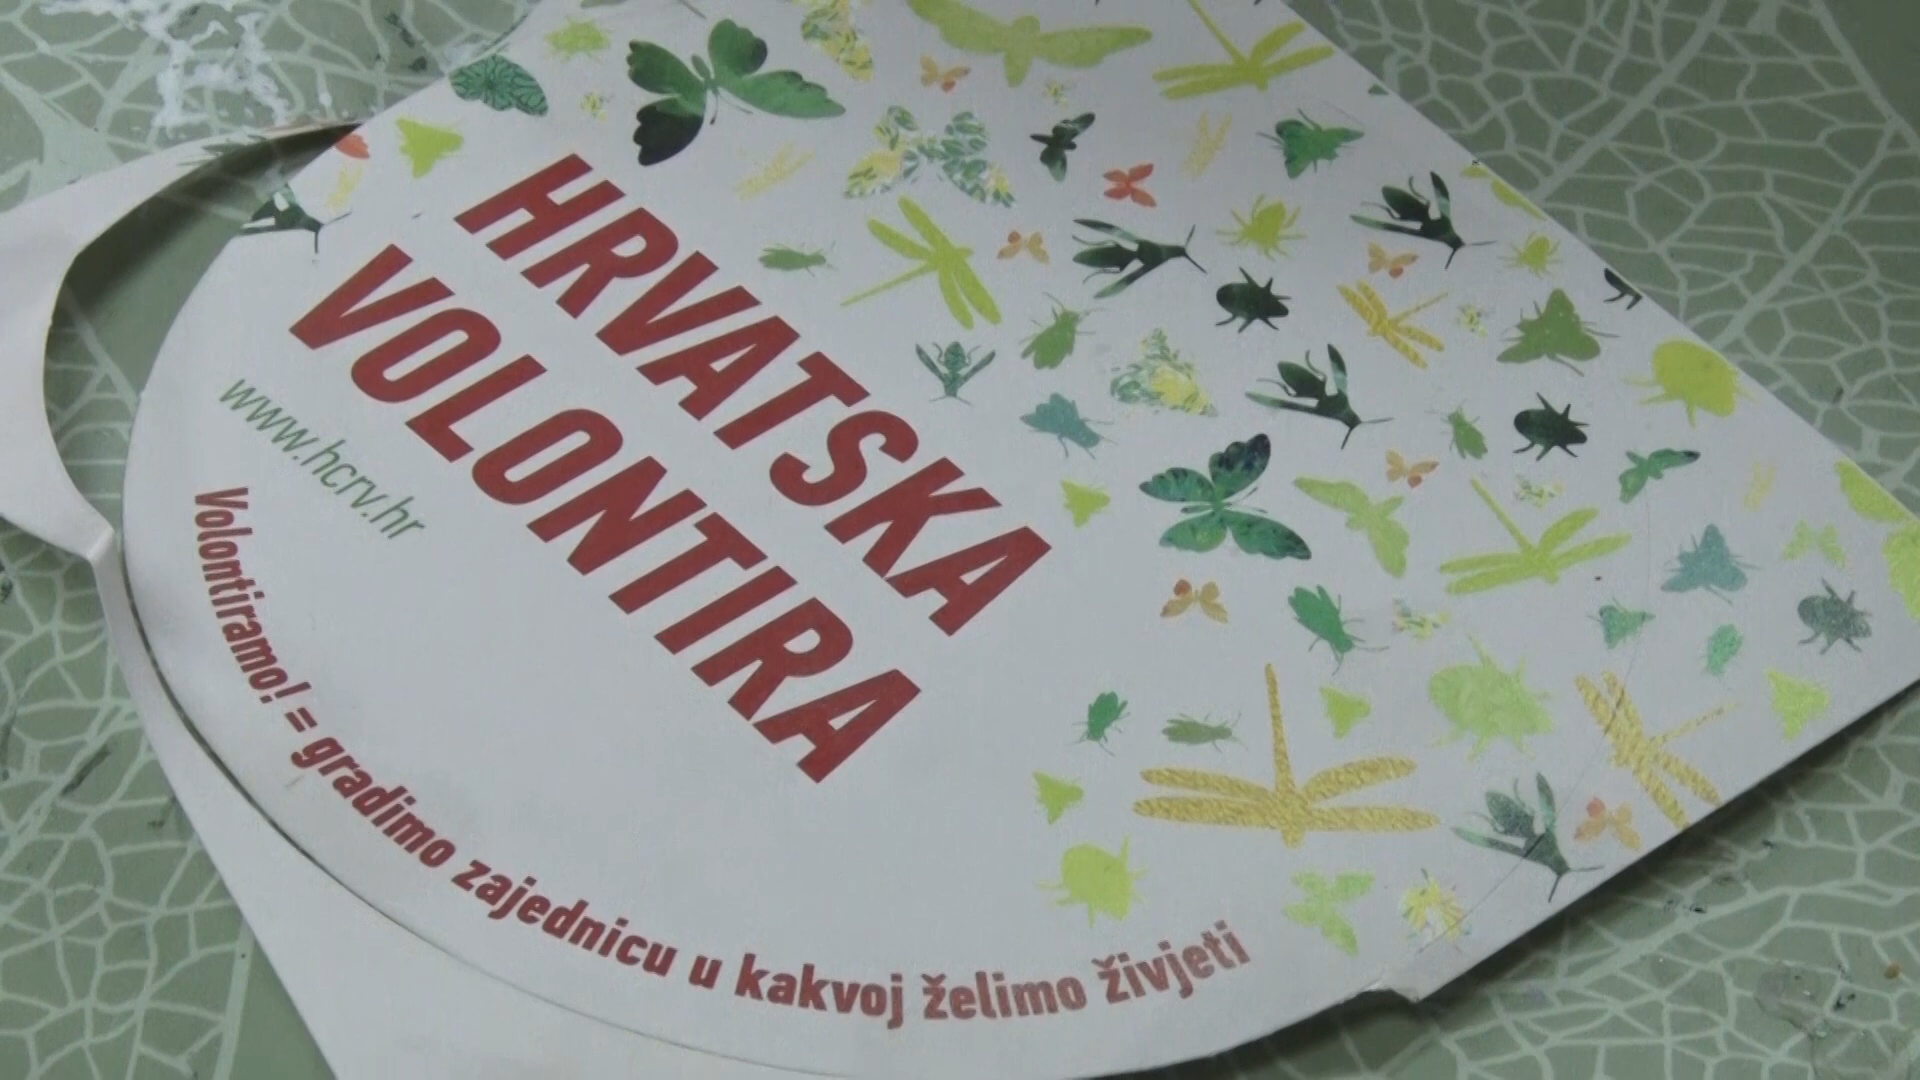 HRVATSKA
VOLONTIRA
www.hcrv.hr
Volontiramo! = gradimo zajednicu u kakvoj želimo živjeti